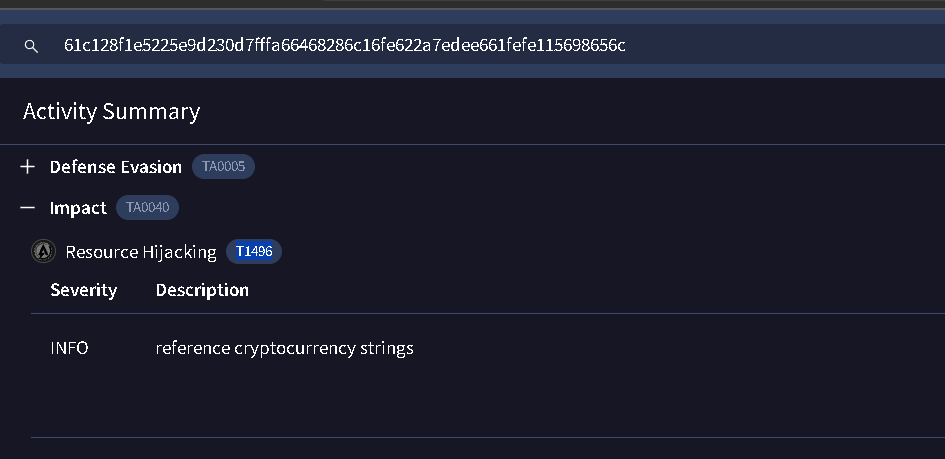 61c128f1e5225e9d230d7fffa66468286c16fe622a7edee661fefe115698656c
Activity Summary
Defense Evasion TA0005
Impact TA0040
Resource Hijacking T1496
Severity Description
INFO reference cryptocurrency strings